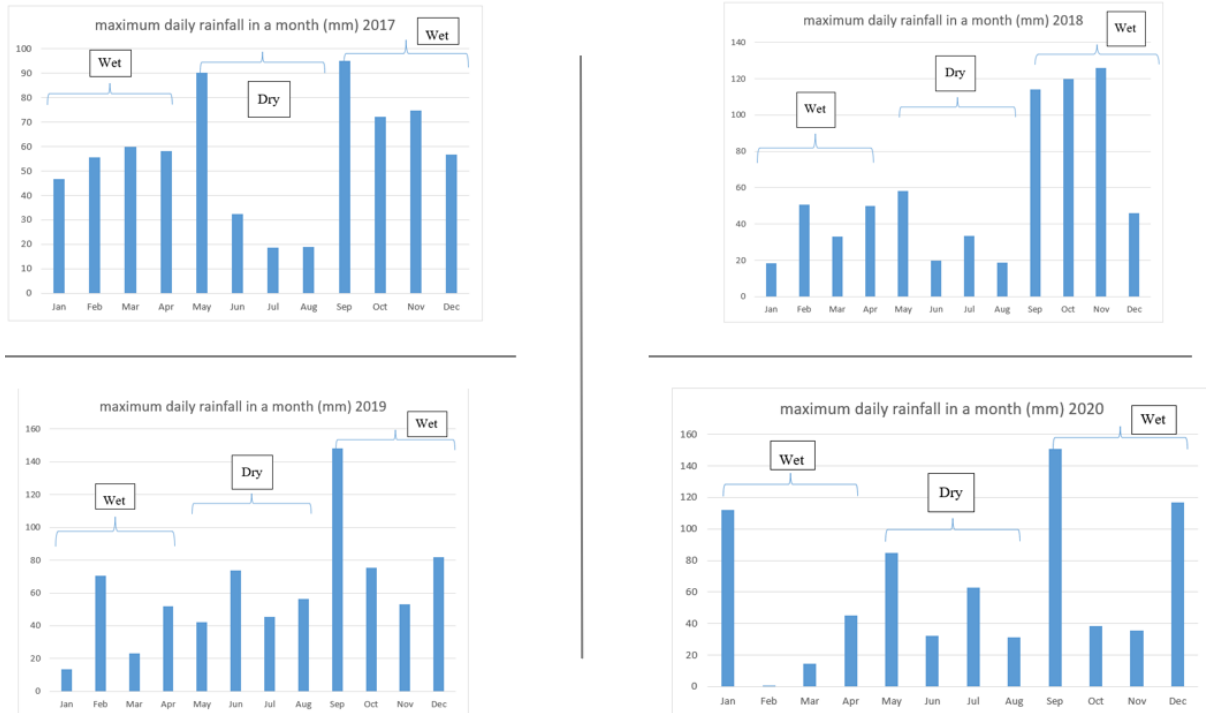 maximum daily rainfall in a month (mm) 2017
Wet
Wet
Dry
100
90
80
70
60
50
40
30
20
10
0
Jan Feb Mar Apr May Jun Jul Aug Sep Oct Nov Dec
maximum daily rainfall in a month (mm) 2018
Wet
Dry
Wet
140
120
100
80
60
40
20
0
Jan Feb Mar Apr May Jun Jul Aug Sep Oct Nov Dec
maximum daily rainfall in a month (mm) 2019
Wet
Dry
Wet
160
140
120
100
80
60
40
20
0
Jan Feb Mar Apr May Jun Jul Aug Sep Oct Nov Dec
maximum daily rainfall in a month (mm) 2020
Wet
Wet
Dry
160
140
120
100
80
60
40
20
0
Jan Feb Mar Apr May Jun Jul Aug Sep Oct Nov Dec